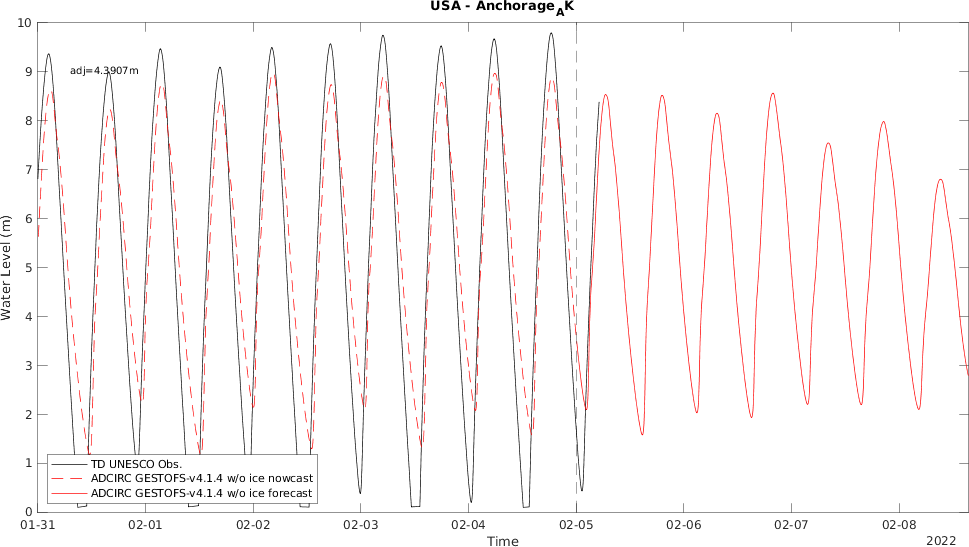 USA - Anchorage_AK
10
9
8
7
6
5
4
3
2
1
0
Water Level (m)
adj=4.3907m
TD UNESCO Obs.
ADCIRC GESTOFS-v4.1.4 w/o ice nowcast
ADCIRC GESTOFS-v4.1.4 w/o ice forecast
01-31 02-01 02-02 02-03 02-04 02-05 02-06 02-07 02-08
Time
2022